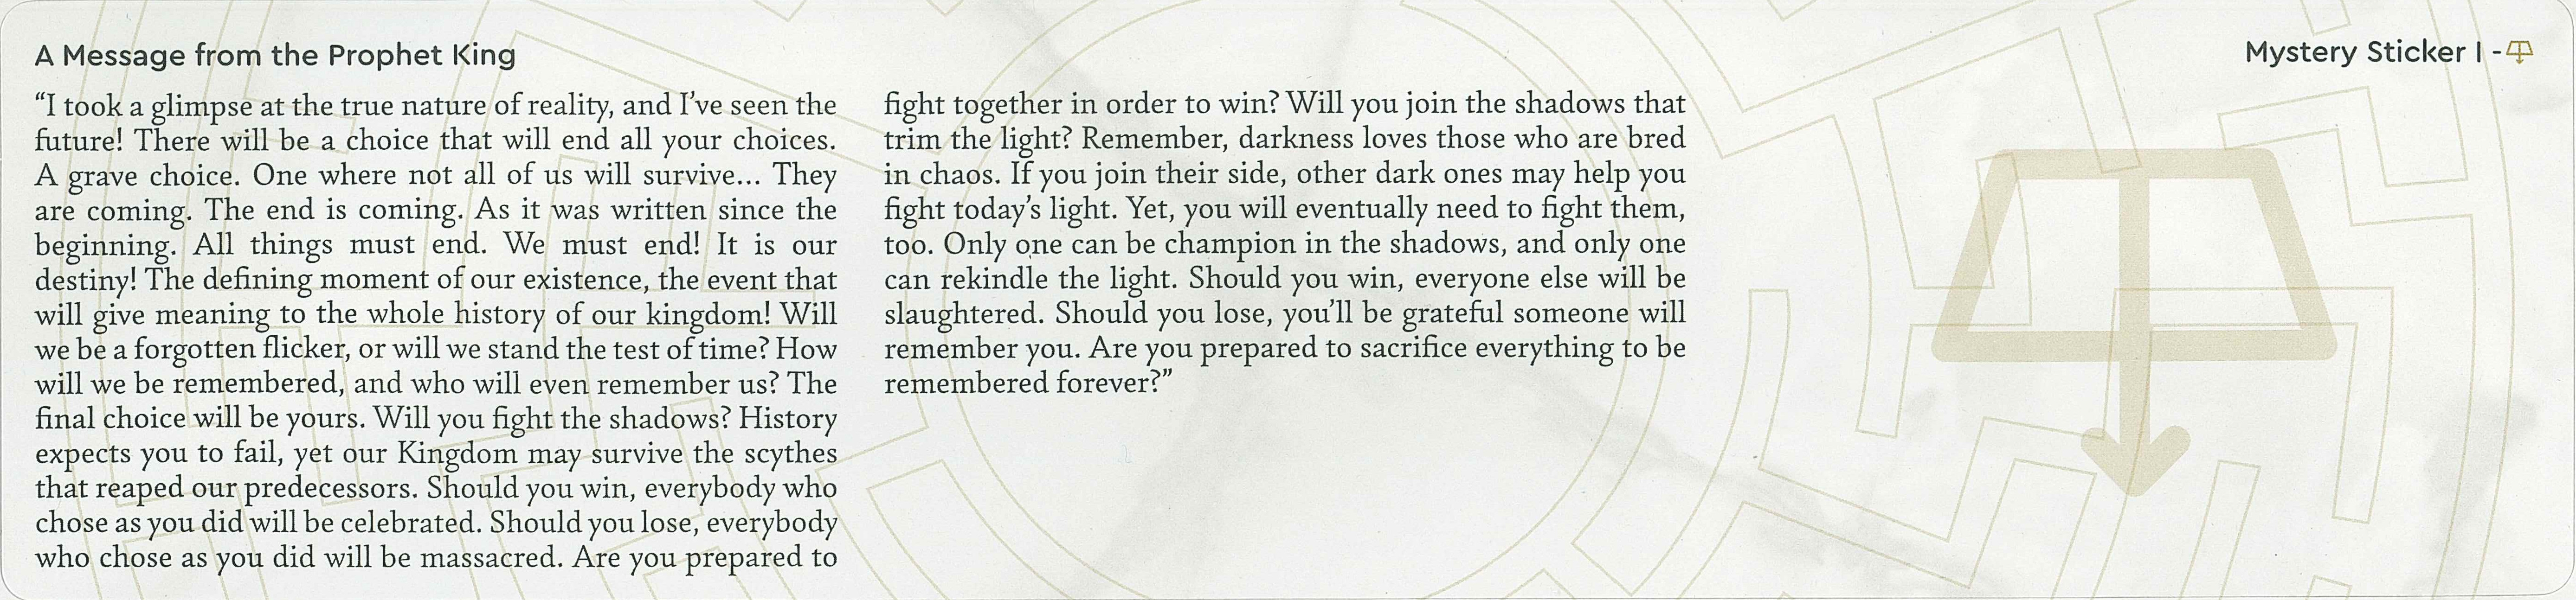 A Message from the Prophet King
Mystery Sticker I -
“I took a glimpse at the true nature of reality, and I’ve seen the
future! There will be a choice that will end all your choices.
A grave choice. One where not all of us will survive... They
are coming. The end is coming. As it was written since the
beginning. All things must end. We must end! It is our
destiny! The defining moment of our existence, the event that
will give meaning to the whole history of our kingdom! Will
we be a forgotten flicker, or will we stand the test of time? How
will we be remembered, and who will even remember us? The
final choice will be yours. Will you fight the shadows? History
expects you to fail, yet our Kingdom may survive the scythes
that reaped our predecessors. Should you win, everybody who
chose as you did will be celebrated. Should you lose, everybody
who chose as you did will be massacred. Are you prepared to
fight together in order to win? Will you join the shadows that
trim the light? Remember, darkness loves those who are bred
in chaos. If you join their side, other dark ones may help you
fight today’s light. Yet, you will eventually need to fight them,
too. Only one can be champion in the shadows, and only one
can rekindle the light. Should you win, everyone else will be
slaughtered. Should you lose, you’ll be grateful someone will
remember you. Are you prepared to sacrifice everything to be
remembered forever?”